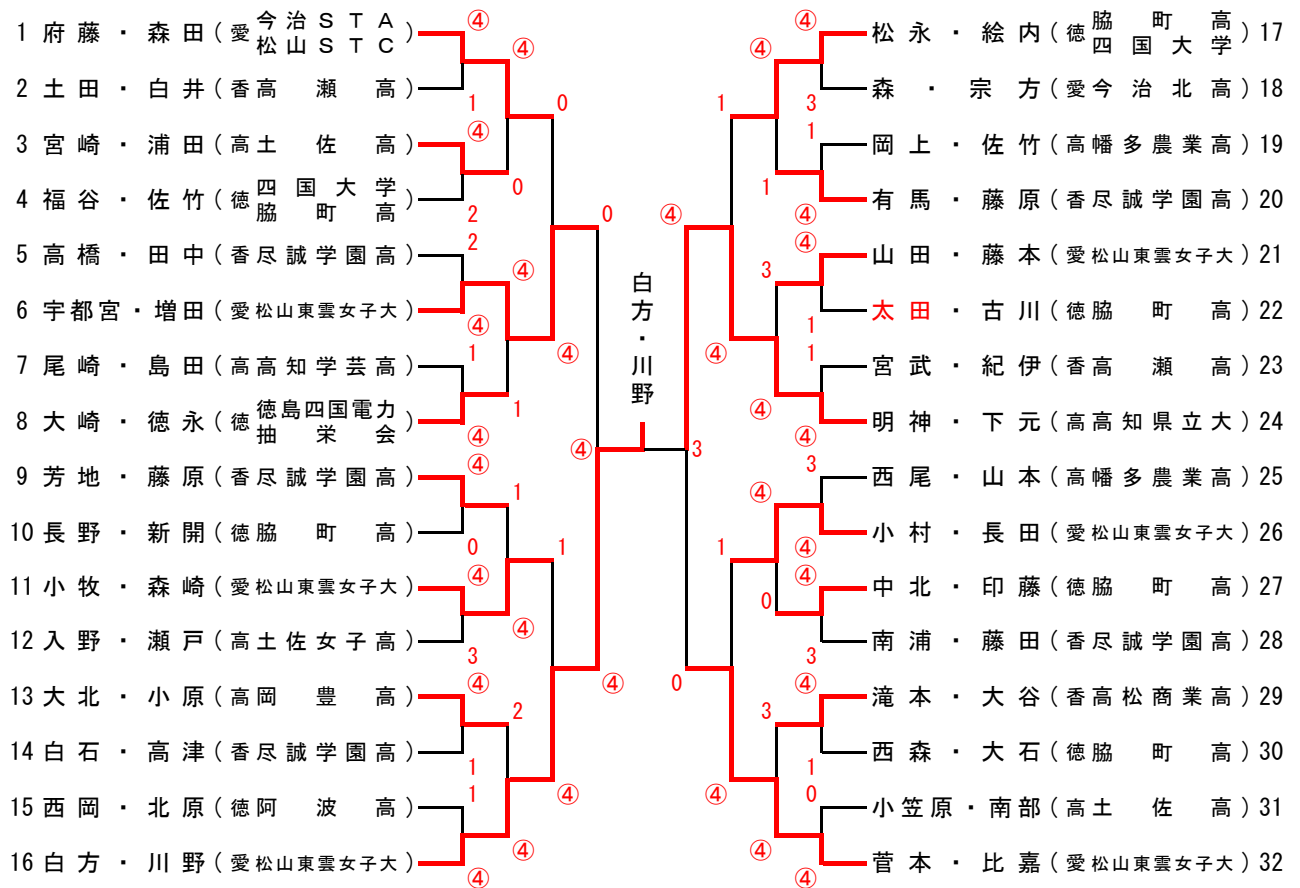 1 府藤・森田(愛 今治STA 松山STC)
2 土田・白井(香 高瀬高)
3 宮崎・浦田(高 土佐高)
4 福谷・佐竹(徳 四国大学 脇町高)
5 高橋・田中(香 尽誠学園高)
6 宇都宮・増田(愛 松山東雲女子大)
7 尾崎・島田(高 高知学芸高)
8 大崎・徳永(徳 徳島四国電力 抽栄会)
9 芳地・藤原(香 尽誠学園高)
10 長野・新開(徳 脇町高)
11 小牧・森崎(愛 松山東雲女子大)
12 入野・瀬戸(高 土佐女子高)
13 大北・小原(高 岡豊高)
14 白石・高津(香 尽誠学園高)
15 西岡・北原(徳 阿波高)
16 白方・川野(愛 松山東雲女子大)
④
1
④
2
2
④
1
④
④
0
④
3
④
1
1
④
④
0
④
1
1
④
2
④
0
④
1
④
0
④
④
白方・川野
3
④
0
1
④
1
④
④
1
3
④
④
0
3
④
④
3
1
④
④
1
1
④
3
④
④
3
④
1
0
④
松永・絵内(徳 脇町高 四国大学)17
森・宗方(愛 今治北高)18
岡上・佐竹(高 幡多農業高)19
有馬・藤原(香 尽誠学園高)20
山田・藤本(愛 松山東雲女子大)21
太田・古川(徳 脇町高)22
宮武・紀伊(香 高瀬高)23
明神・下元(高 高知県立大)24
西尾・山本(高 幡多農業高)25
小村・長田(愛 松山東雲女子大)26
中北・印藤(徳 脇町高)27
南浦・藤田(香 尽誠学園高)28
滝本・大谷(香 高松商業高)29
西森・大石(徳 脇町高)30
小笠原・南部(高 土佐高)31
菅本・比嘉(愛 松山東雲女子大)32